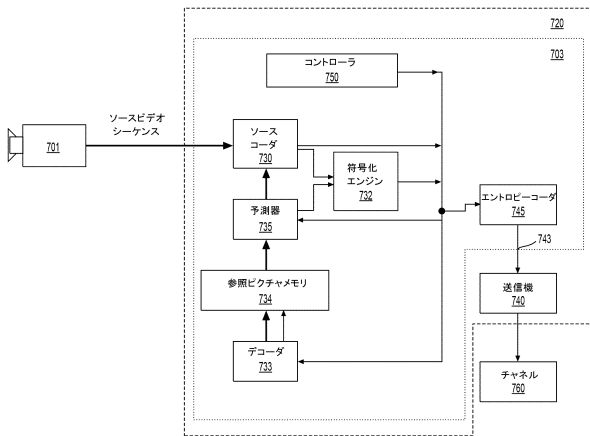 720
703
コントローラ
750
ソースビデオ
シーケンス
701
ソース
コーダ
730
符号化
エンジン
732
予測器
735
エントロピーコーダ
745
743
参照ピクチャメモリ
734
送信機
740
デコーダ
733
チャネル
760